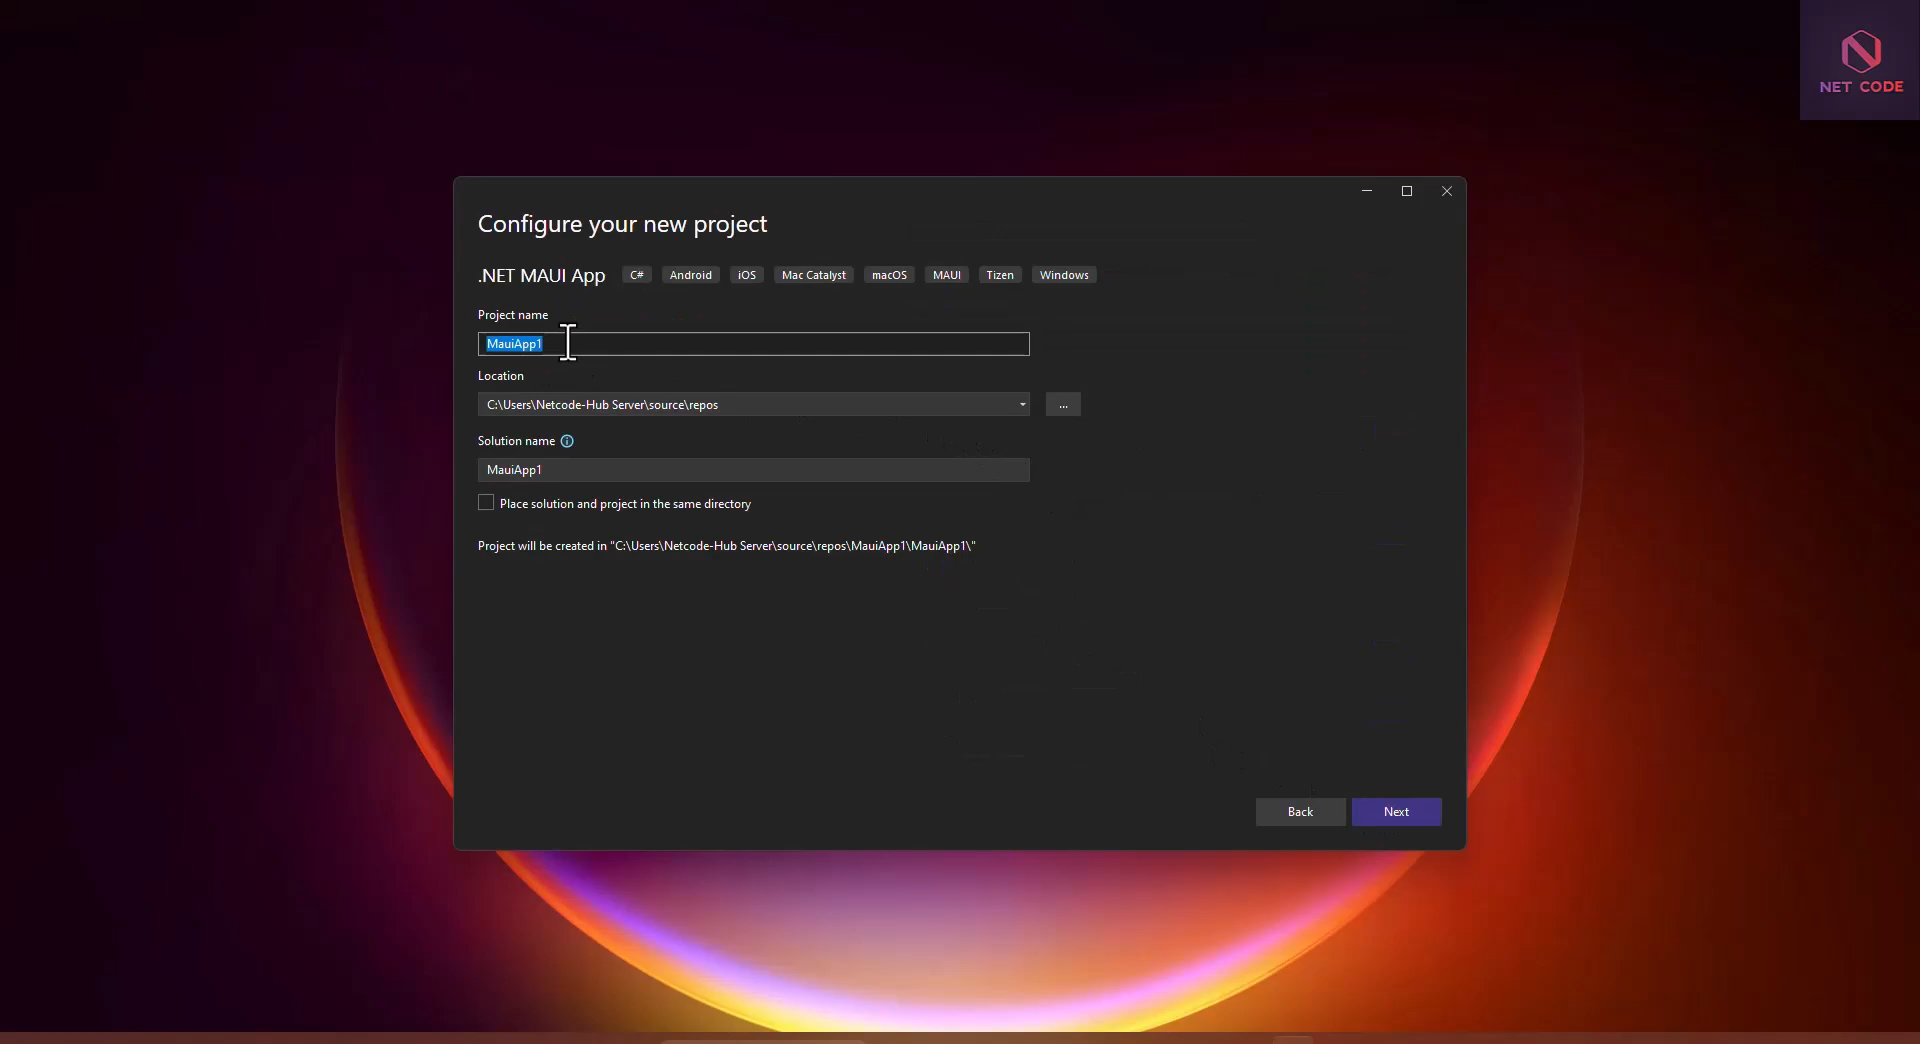 NET CODE
Configure your new project
.NET MAUI App C# Android iOS Mac Catalyst macOS MAUI Tizen Windows
Project name
MauiApp1
Location
C:\Users\Netcode-Hub Server\source\repos ...
Solution name
MauiApp1
Place solution and project in the same directory
Project will be created in "C:\Users\Netcode-Hub Server\source\repos\MauiApp1\MauiApp1\"
Back Next